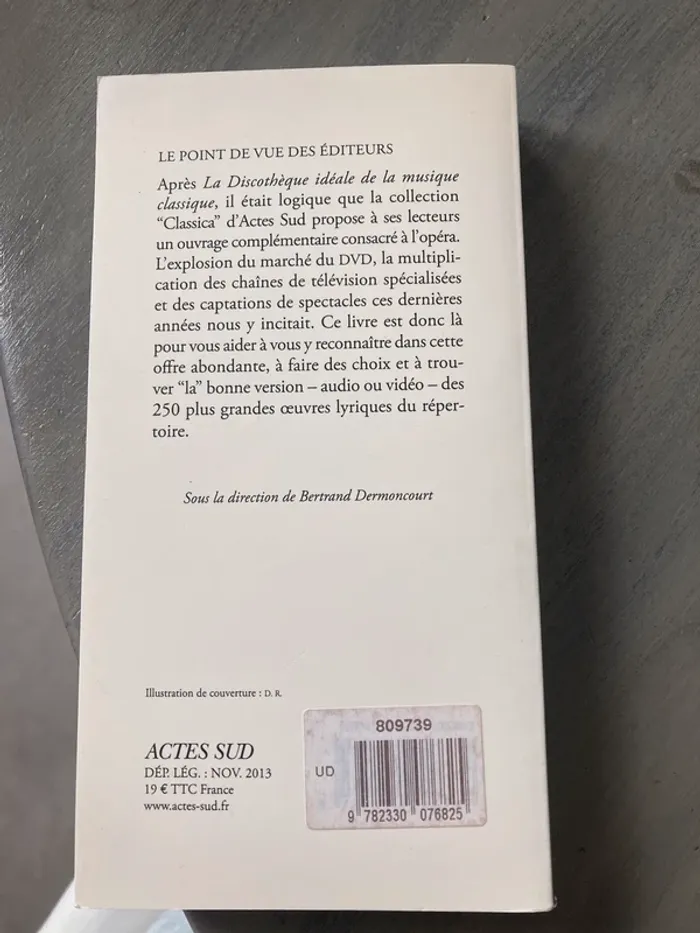 LE POINT DE VUE DES ÉDITEURS
Après La Discothèque idéale de la musique
classique, il était logique que la collection
“Classica” d’Actes Sud propose à ses lecteurs
un ouvrage complémentaire consacré à l’opéra.
L’explosion du marché du DVD, la multipli-
cation des chaînes de télévision spécialisées
et des captations de spectacles ces dernières
années nous y incitait. Ce livre est donc là
pour vous aider à vous y reconnaître dans cette
offre abondante, à faire des choix et à trou-
ver “la” bonne version – audio ou vidéo – des
250 plus grandes œuvres lyriques du réper-
toire.
Sous la direction de Bertrand Dermoncourt
Illustration de couverture : D. R.
ACTES SUD
DÉP. LÉG. : NOV. 2013
19 € TTC France
www.actes-sud.fr
809739
UD
9 782330 076825